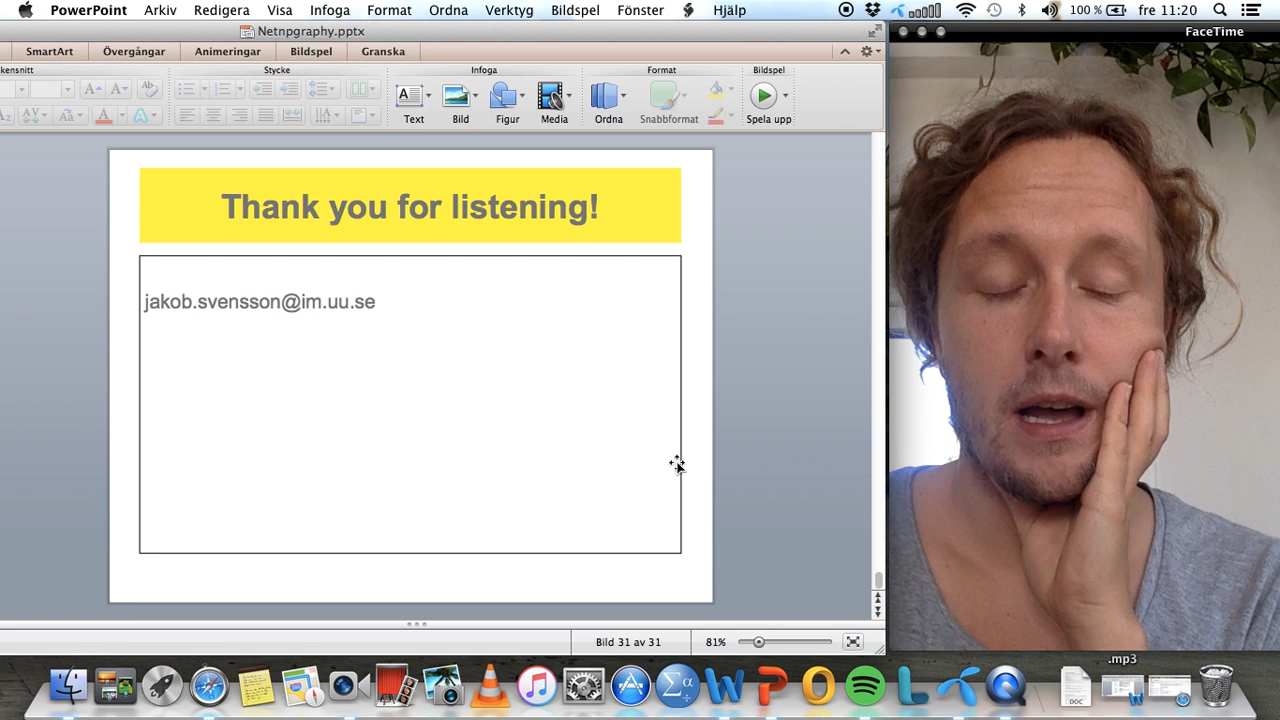 PowerPoint Arkiv Redigera Visa Infoga Format Ordna Verktyg Bildspel Fönster Hjälp 100 % fre 11:20
Netnpgraphy.pptx
FaceTime
SmartArt Övergångar Animeringar Bildspel Granska
kensnitt Stycke Infoga Format Bildspel
Text Bild Figur Media Ordna Snabbformat Spela upp
Thank you for listening!
jakob.svensson@im.uu.se
Bild 31 av 31 81%
.mp3
DOC